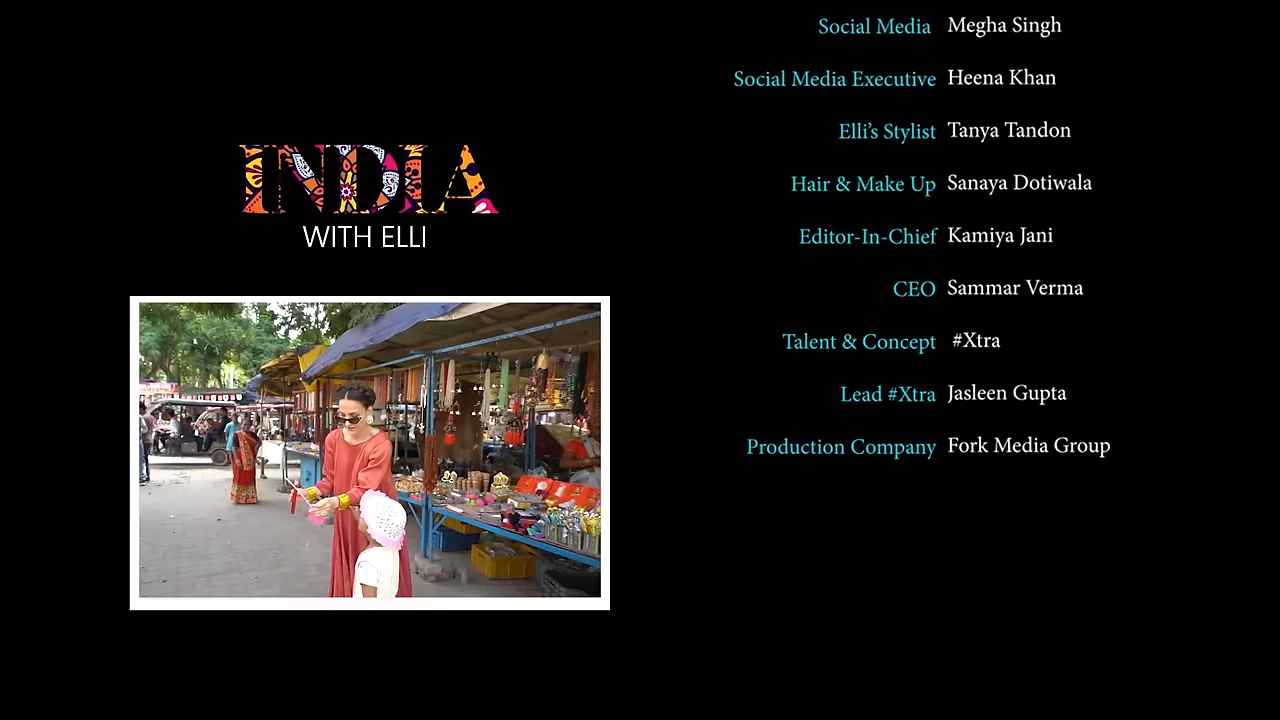 INDIA
WITH ELLI
Social Media Megha Singh
Social Media Executive Heena Khan
Elli's Stylist Tanya Tandon
Hair & Make Up Sanaya Dotiwala
Editor-In-Chief Kamiya Jani
CEO Sammar Verma
Talent & Concept #Xtra
Lead #Xtra Jasleen Gupta
Production Company Fork Media Group